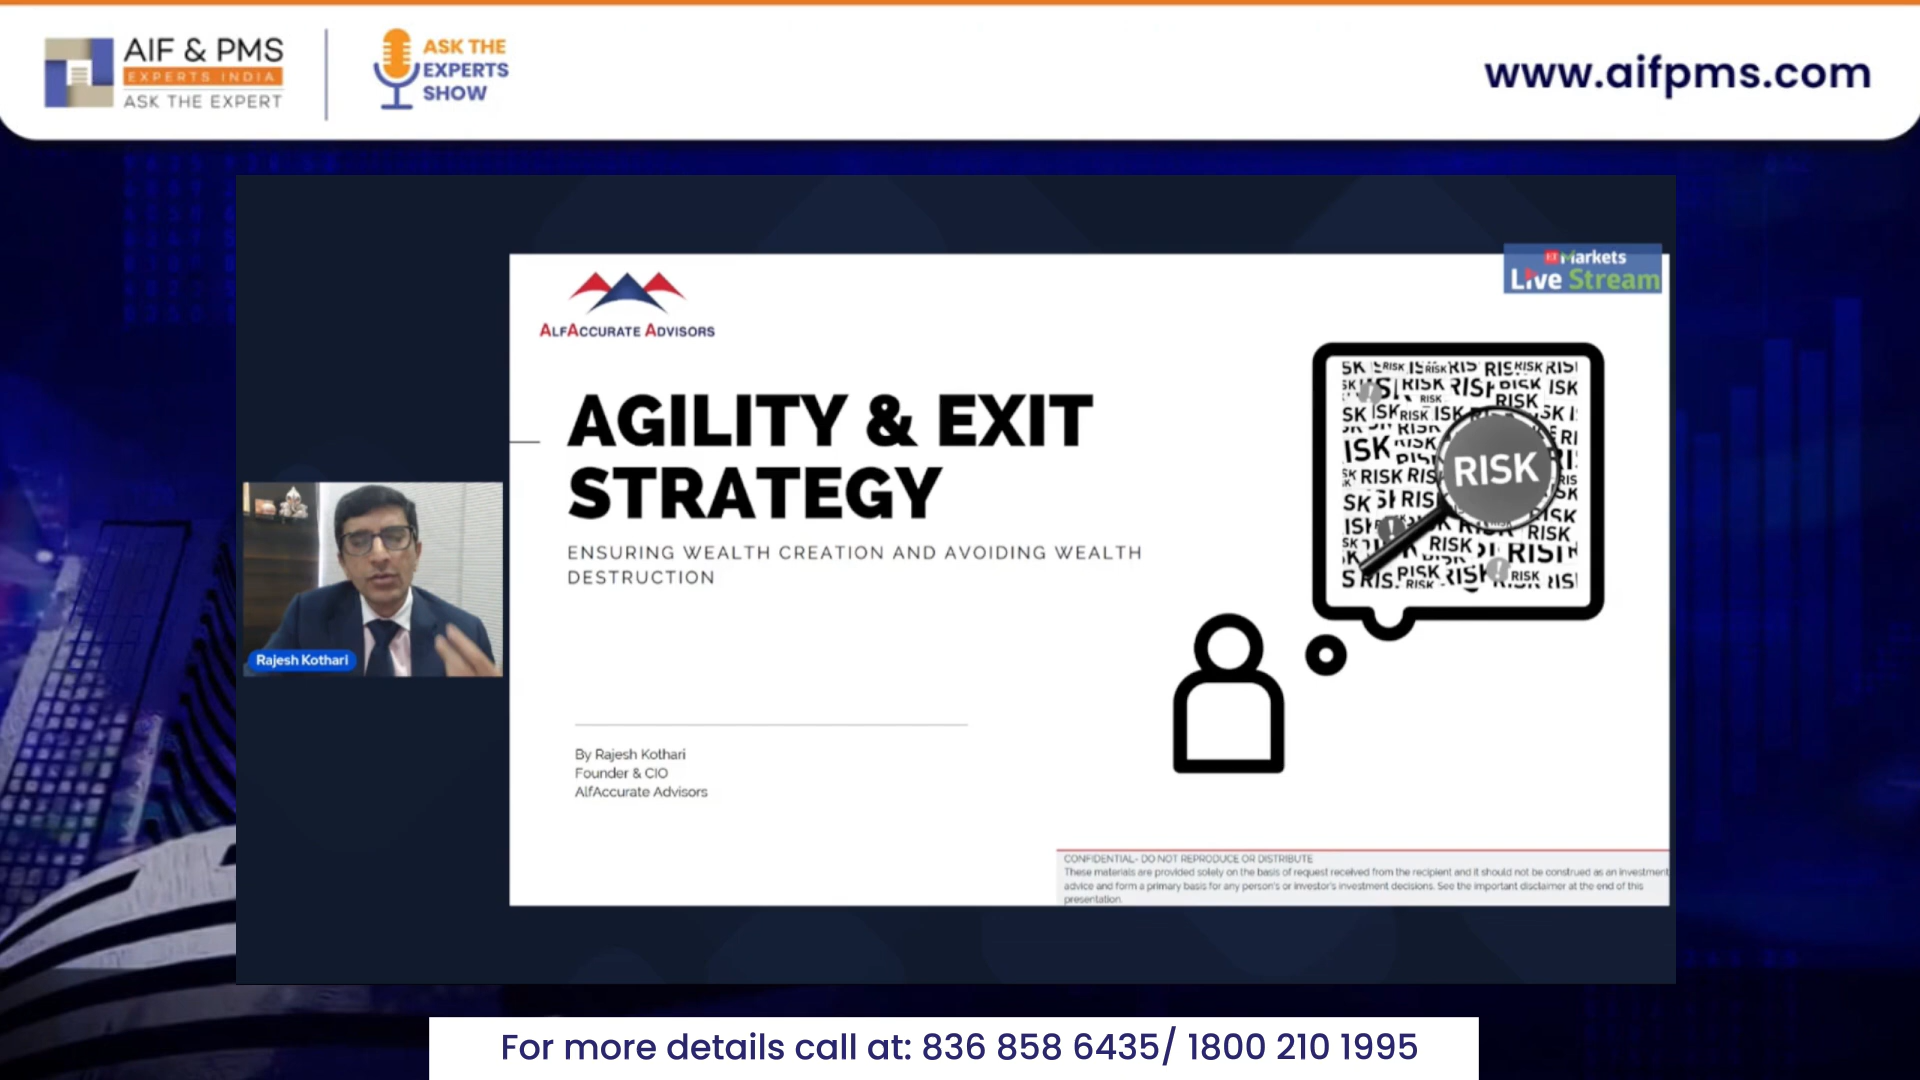 AIF & PMS
EXPERTS INDIA
ASK THE EXPERT
ASK THE
EXPERTS
SHOW
www.aifpms.com
ET Markets
Live Stream
ALFACCURATE ADVISORS
AGILITY & EXIT
STRATEGY
ENSURING WEALTH CREATION AND AVOIDING WEALTH
DESTRUCTION
RISK
Rajesh Kothari
By Rajesh Kothari
Founder & CIO
AlfAccurate Advisors
CONFIDENTIAL- DO NOT REPRODUCE OR DISTRIBUTE
These materials are provided solely on the basis of request received from the recipient and it should not be construed as an investment
advice and form a primary basis for any person's or investor's investment decisions. See the important disclaimer at the end of this
presentation.
For more details call at: 836 858 6435/ 1800 210 1995